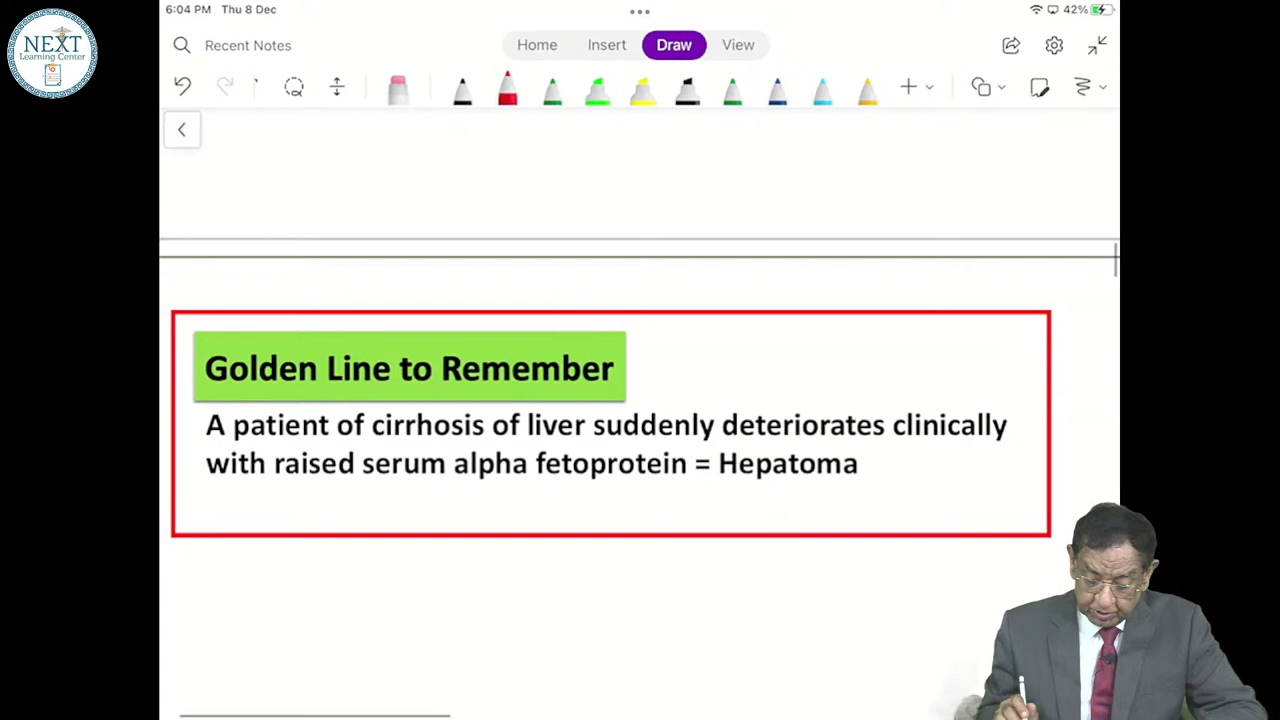 6:04 PM Thu 8 Dec
42%
NEXT
Learning Center
Recent Notes
Home Insert Draw View
Golden Line to Remember
A patient of cirrhosis of liver suddenly deteriorates clinically
with raised serum alpha fetoprotein = Hepatoma